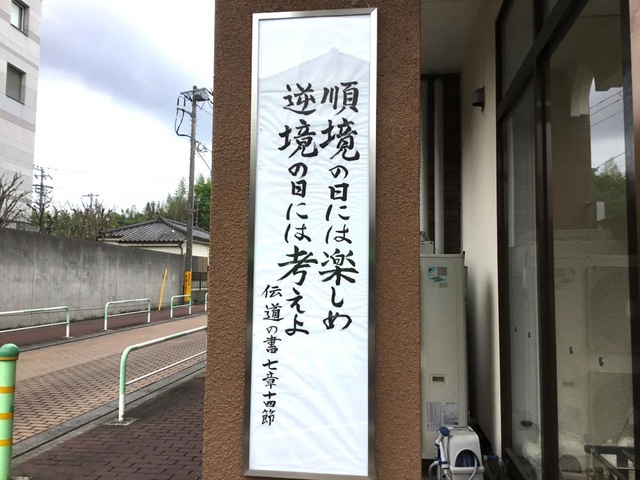 順境の日には楽しめ
逆境の日には考えよ
伝道の書七章十四節